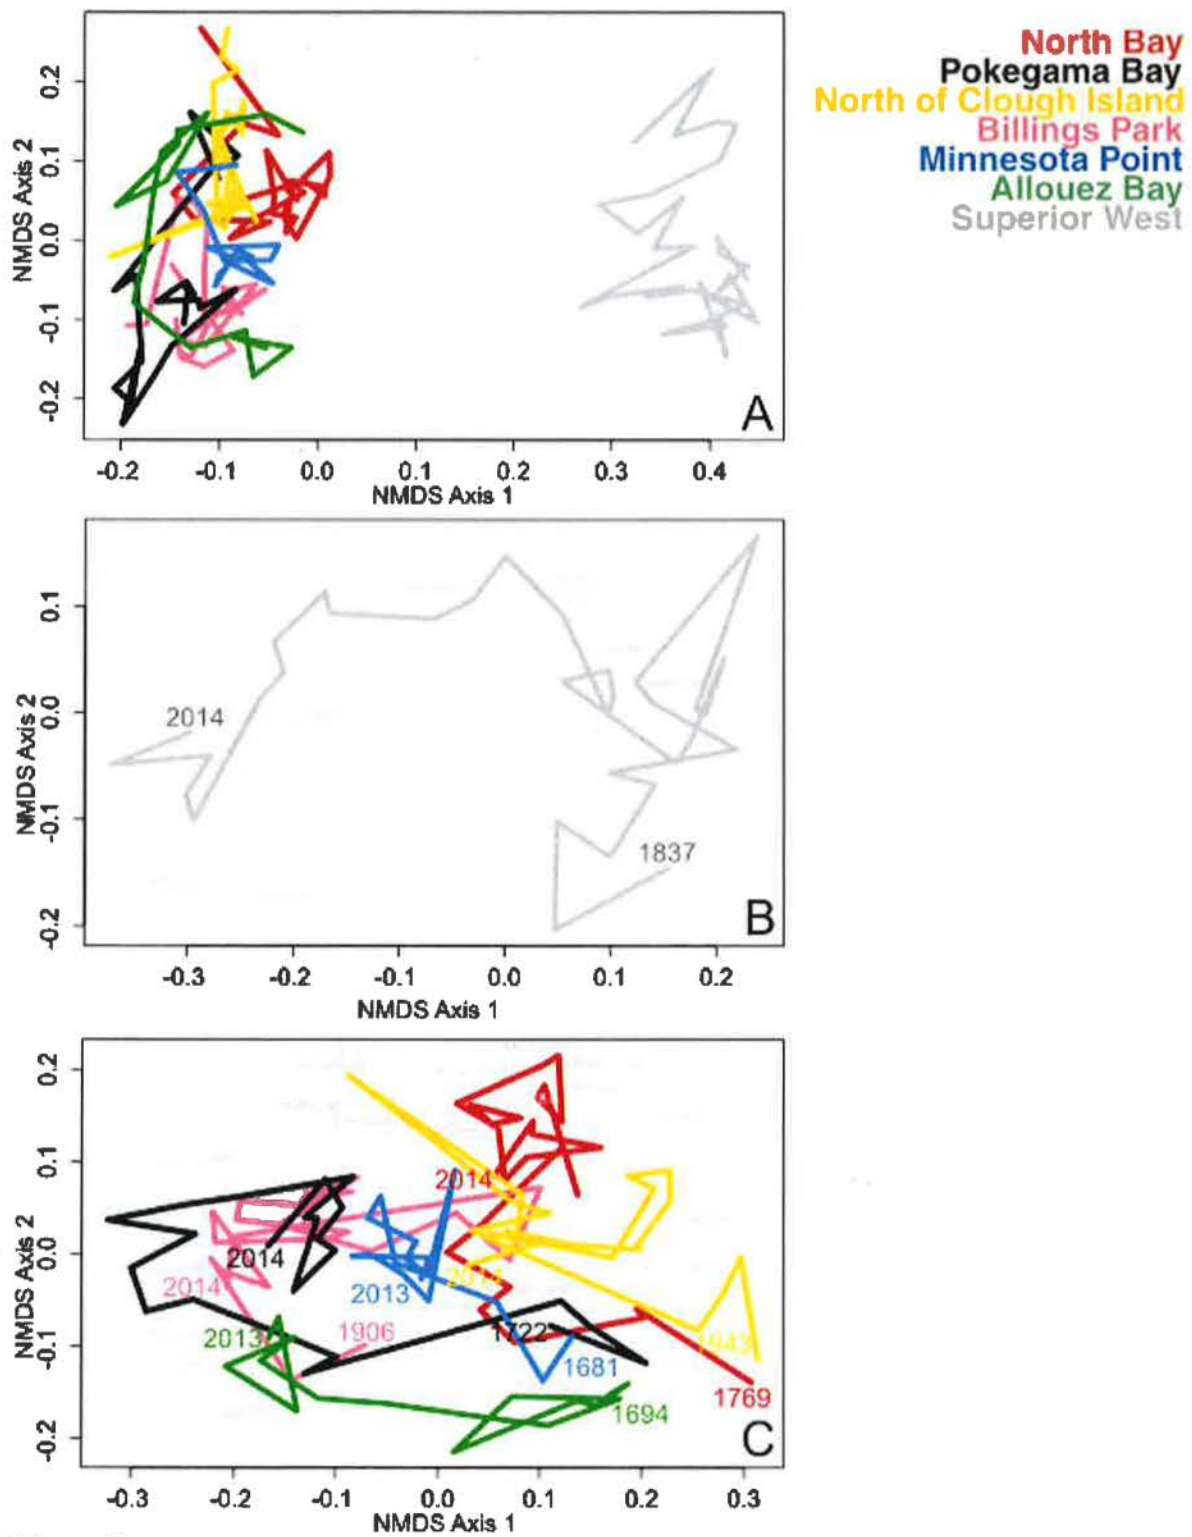 North Bay
Pokegama Bay
North of Clough Island
Billings Park
Minnesota Point
Allouez Bay
Superior West
NMDS Axis 2
0.2
0.1
0.0
-0.1
-0.2
A
-0.2 -0.1 0.0 0.1 0.2 0.3 0.4
NMDS Axis 1
NMDS Axis 2
0.1
0.0
-0.1
-0.2
2014
1837
B
-0.3 -0.2 -0.1 0.0 0.1 0.2
NMDS Axis 1
NMDS Axis 2
0.2
0.1
0.0
-0.1
-0.2
2014
2014
2014
2014
2013
2013
1906
1722
1681
1943
1769
1694
C
-0.3 -0.2 -0.1 0.0 0.1 0.2 0.3
NMDS Axis 1